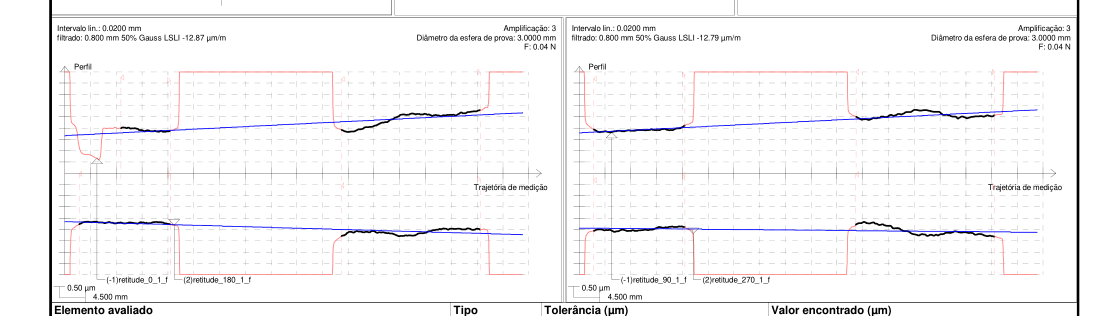 Intervalo lin.: 0.0200 mm
filtrado: 0.800 mm 50% Gauss LSLI -12.87 µm/m
Amplificação: 3
Diâmetro da esfera de prova: 3.0000 mm
F: 0.04 N
Perfil
Trajetória de medição
(-1)retitude_0_1_f
(2)retitude_180_1_f
0.50 µm
4.500 mm
Intervalo lin.: 0.0200 mm
filtrado: 0.800 mm 50% Gauss LSLI -12.79 µm/m
Amplificação: 3
Diâmetro da esfera de prova: 3.0000 mm
F: 0.04 N
Perfil
Trajetória de medição
(-1)retitude_90_1_f
(2)retitude_270_1_f
0.50 µm
4.500 mm
Elemento avaliado Tipo Tolerância (µm) Valor encontrado (µm)